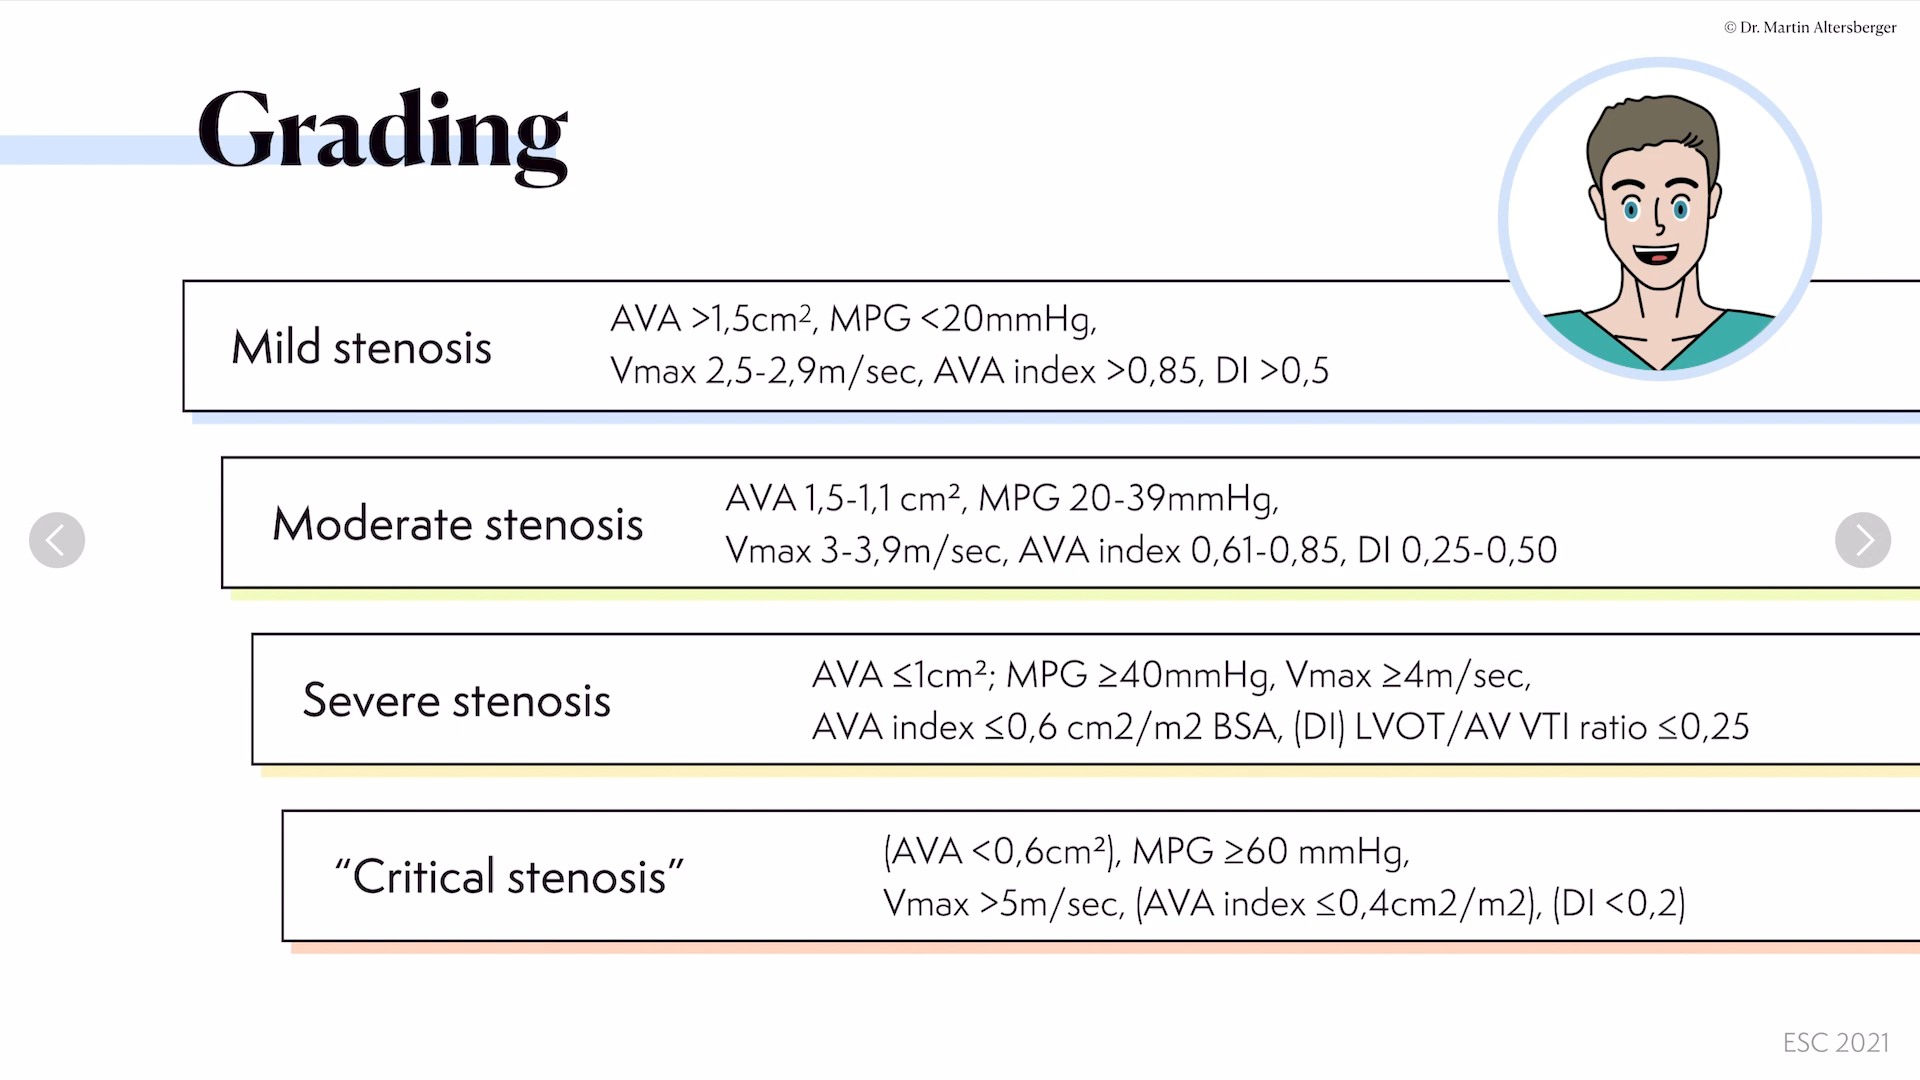 © Dr. Martin Altersberger
Grading
Mild stenosis
AVA >1,5cm², MPG <20mmHg,
Vmax 2,5-2,9m/sec, AVA index >0,85, DI >0,5
Moderate stenosis
AVA 1,5-1,1 cm², MPG 20-39mmHg,
Vmax 3-3,9m/sec, AVA index 0,61-0,85, DI 0,25-0,50
Severe stenosis
AVA ≤1cm²; MPG ≥40mmHg, Vmax ≥4m/sec,
AVA index ≤0,6 cm2/m2 BSA, (DI) LVOT/AV VTI ratio ≤0,25
“Critical stenosis”
(AVA <0,6cm²), MPG ≥60 mmHg,
Vmax >5m/sec, (AVA index ≤0,4cm2/m2), (DI <0,2)
ESC 2021